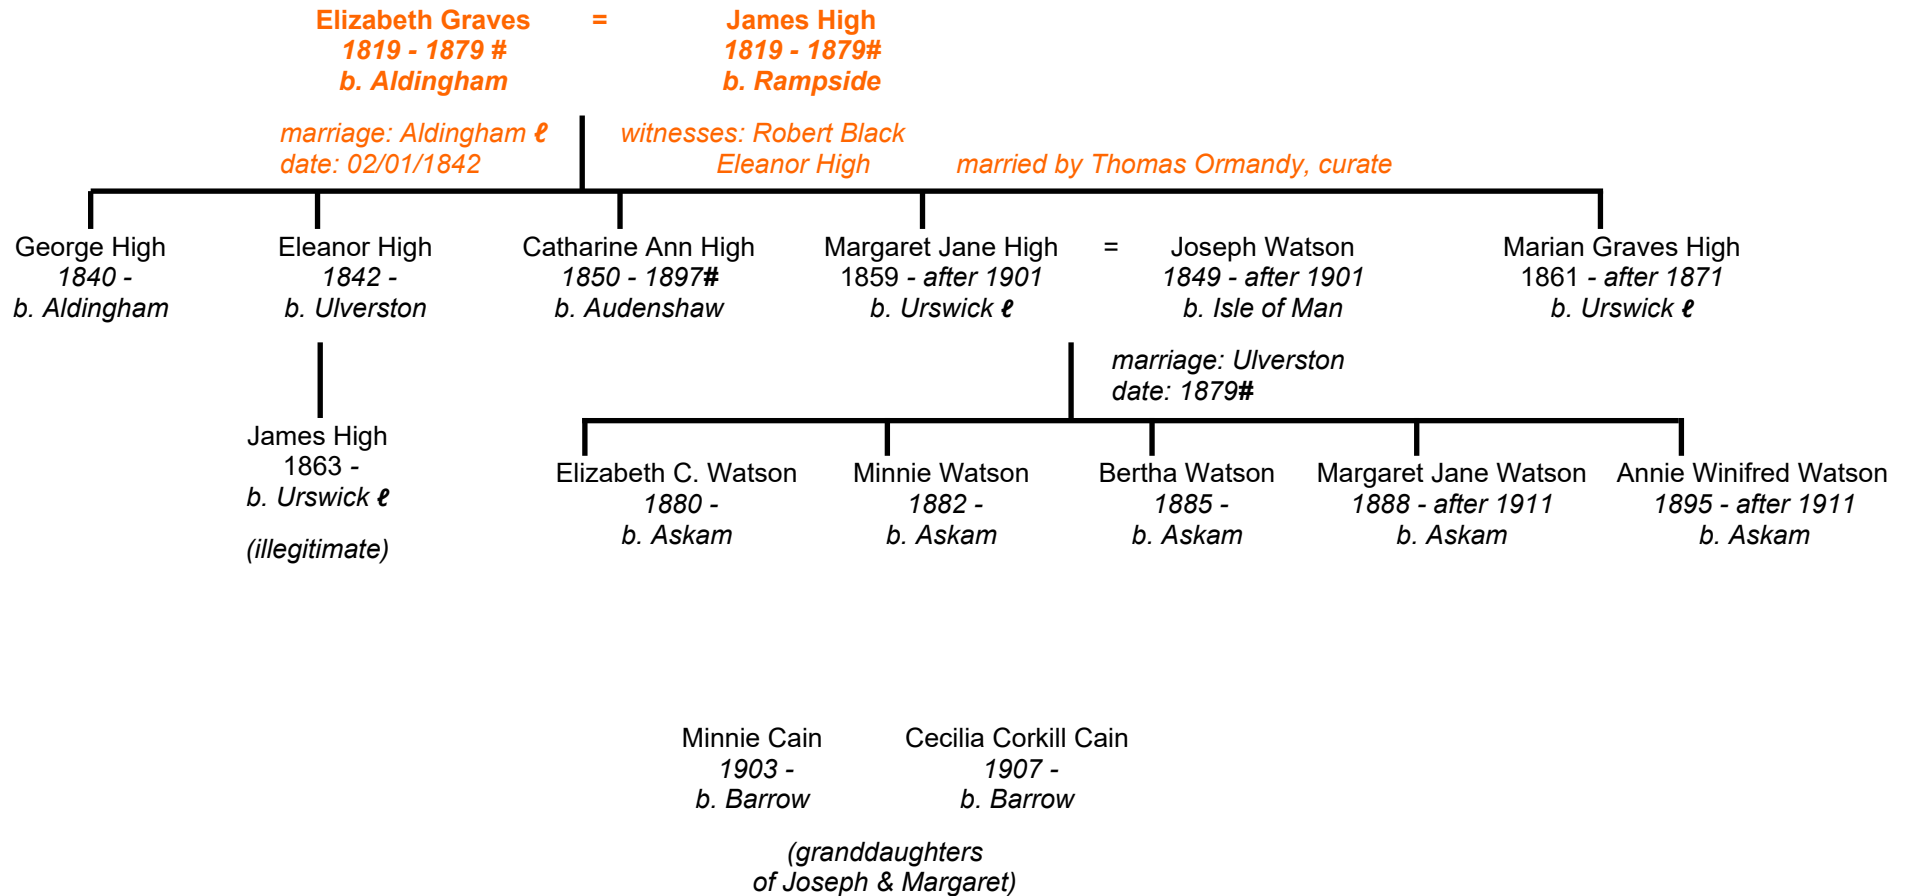 Elizabeth Graves = James High
1819 - 1879 # 1819 - 1879#
b. Aldingham b. Rampside
marriage: Aldingham ℓ witnesses: Robert Black
date: 02/01/1842 Eleanor High married by Thomas Ormandy, curate
George High Eleanor High Catharine Ann High Margaret Jane High = Joseph Watson Marian Graves High
1840 - 1842 - 1850 - 1897# 1859 - after 1901 1849 - after 1901 1861 - after 1871
b. Aldingham b. Ulverston b. Audenshaw b. Urswick ℓ b. Isle of Man b. Urswick ℓ
marriage: Ulverston
date: 1879#
James High
1863 -
b. Urswick ℓ
(illegitimate)
Elizabeth C. Watson Minnie Watson Bertha Watson Margaret Jane Watson Annie Winifred Watson
1880 - 1882 - 1885 - 1888 - after 1911 1895 - after 1911
b. Askam b. Askam b. Askam b. Askam b. Askam
Minnie Cain Cecilia Corkill Cain
1903 - 1907 -
b. Barrow b. Barrow
(granddaughters
of Joseph & Margaret)